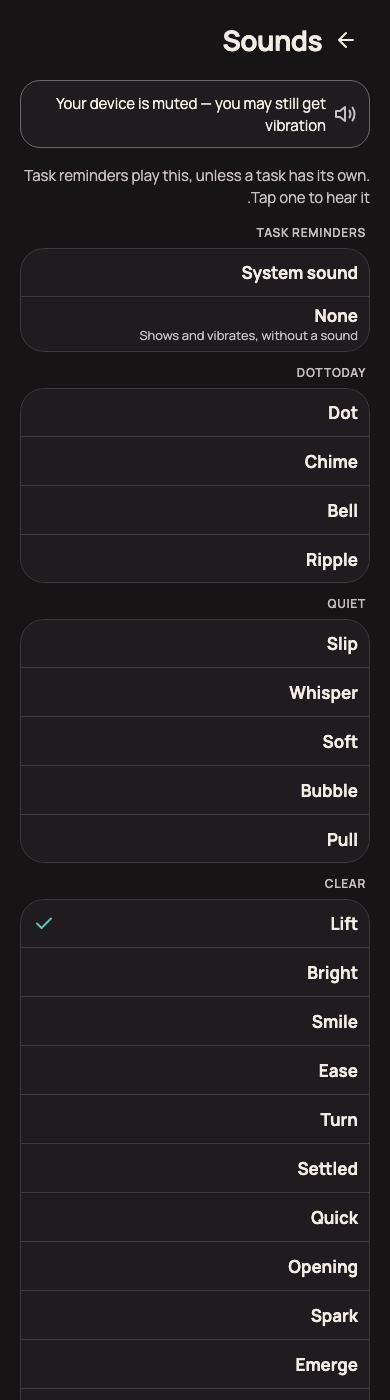 Sounds
Your device is muted — you may still get
vibration
Task reminders play this, unless a task has its own.
Tap one to hear it.
TASK REMINDERS
System sound
None
Shows and vibrates, without a sound
DOTTODAY
Dot
Chime
Bell
Ripple
QUIET
Slip
Whisper
Soft
Bubble
Pull
CLEAR
Lift
Bright
Smile
Ease
Turn
Settled
Quick
Opening
Spark
Emerge